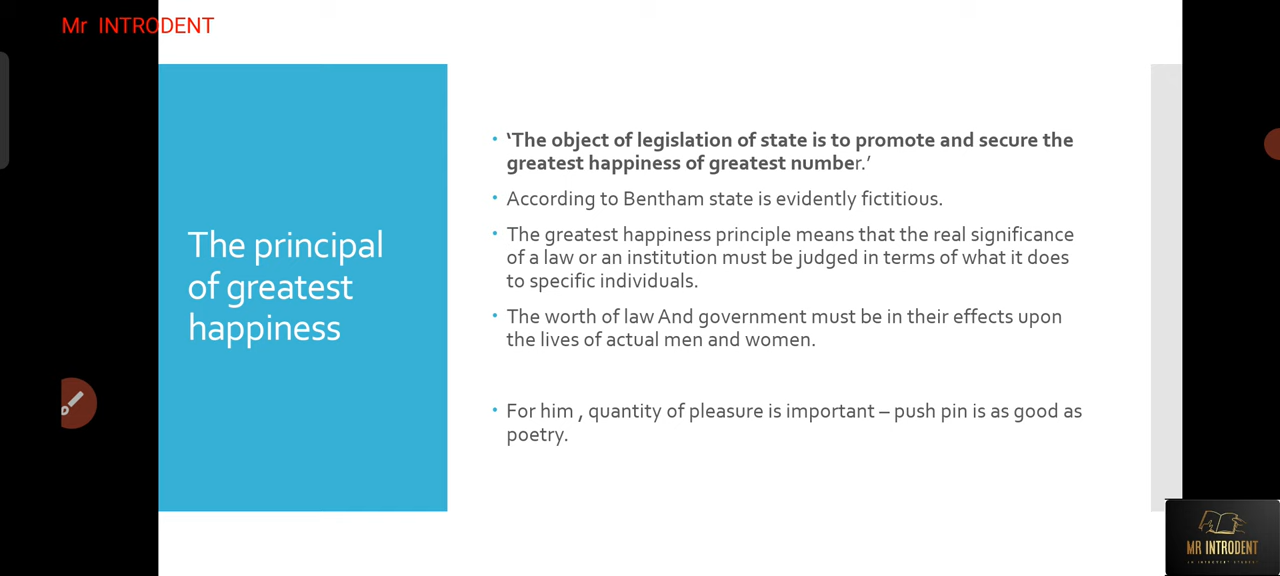 Mr INTRODENT
‘The object of legislation of state is to promote and secure the
greatest happiness of greatest number.’
According to Bentham state is evidently fictitious.
The greatest happiness principle means that the real significance
of a law or an institution must be judged in terms of what it does
to specific individuals.
The worth of law And government must be in their effects upon
the lives of actual men and women.
For him , quantity of pleasure is important – push pin is as good as
poetry.
The principal
of greatest
happiness
MR INTRODENT